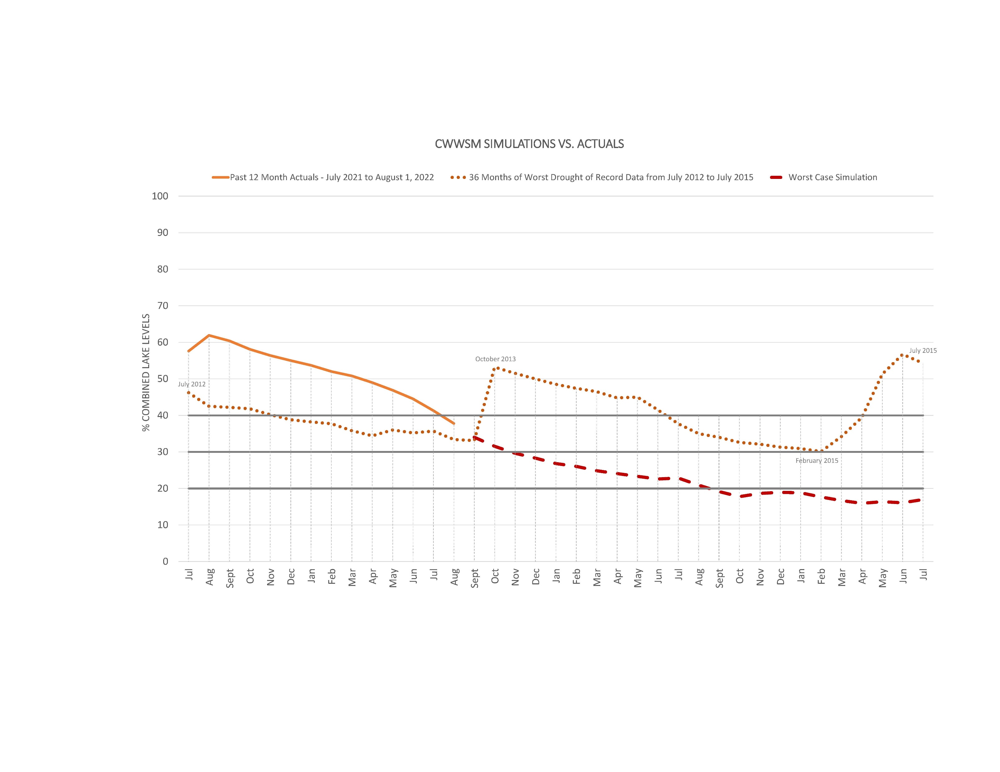 CWWSM SIMULATIONS VS. ACTUALS
Past 12 Month Actuals - July 2021 to August 1, 2022 36 Months of Worst Drought of Record Data from July 2012 to July 2015 Worst Case Simulation
% COMBINED LAKE LEVELS
100
90
80
70
60
50
40
30
20
10
0
July 2012
October 2013
February 2015
July 2015
Jul Aug Sept Oct Nov Dec Jan Feb Mar Apr May Jun Jul Aug Sept Oct Nov Dec Jan Feb Mar Apr May Jun Jul Aug Sept Oct Nov Dec Jan Feb Mar Apr May Jun Jul